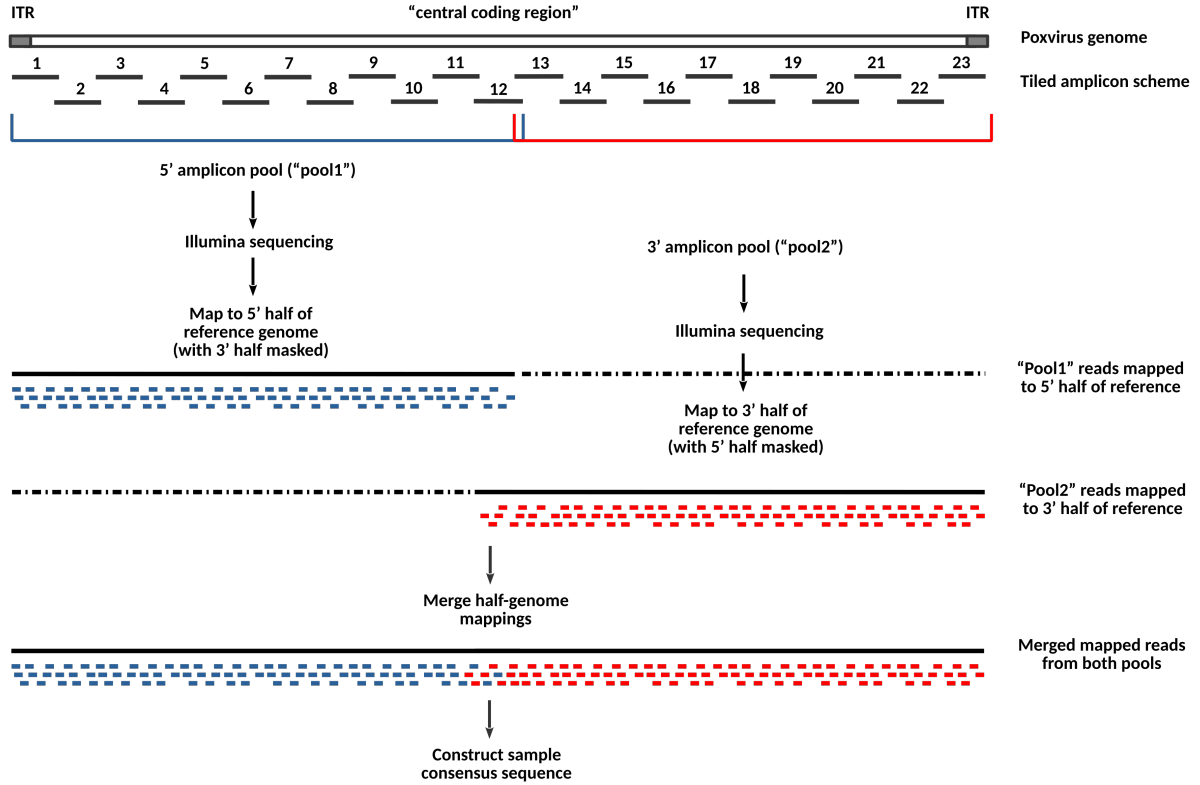 ITR “central coding region” ITR
Poxvirus genome
1 3 5 7 9 11 13 15 17 19 21 23
Tiled amplicon scheme
2 4 6 8 10 12 14 16 18 20 22
5’ amplicon pool (“pool1”)
Illumina sequencing
Map to 5’ half of
reference genome
(with 3’ half masked)
3’ amplicon pool (“pool2”)
Illumina sequencing
“Pool1” reads mapped
to 5’ half of reference
Map to 3’ half of
reference genome
(with 5’ half masked)
“Pool2” reads mapped
to 3’ half of reference
Merge half-genome
mappings
Merged mapped reads
from both pools
Construct sample
consensus sequence